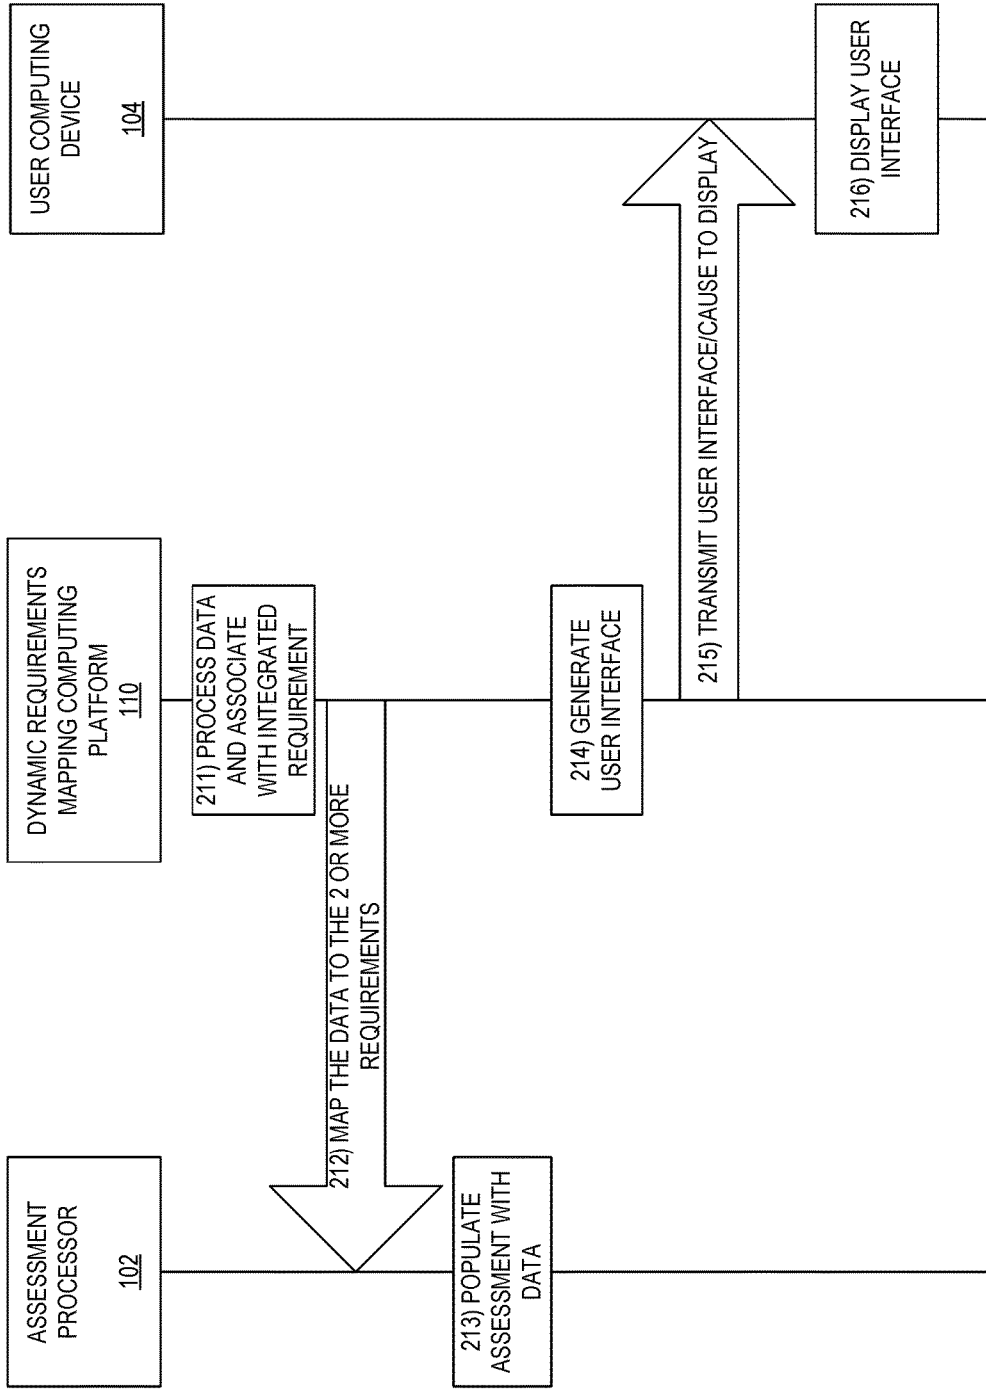 ASSESSMENT
PROCESSOR
102
DYNAMIC REQUIREMENTS
MAPPING COMPUTING
PLATFORM
110
USER COMPUTING
DEVICE
104
211) PROCESS DATA
AND ASSOCIATE
WITH INTEGRATED
REQUIREMENT
212) MAP THE DATA TO THE 2 OR MORE
REQUIREMENTS
213) POPULATE
ASSESSMENT WITH
DATA
214) GENERATE
USER INTERFACE
215) TRANSMIT USER INTERFACE/CAUSE TO DISPLAY
216) DISPLAY USER
INTERFACE